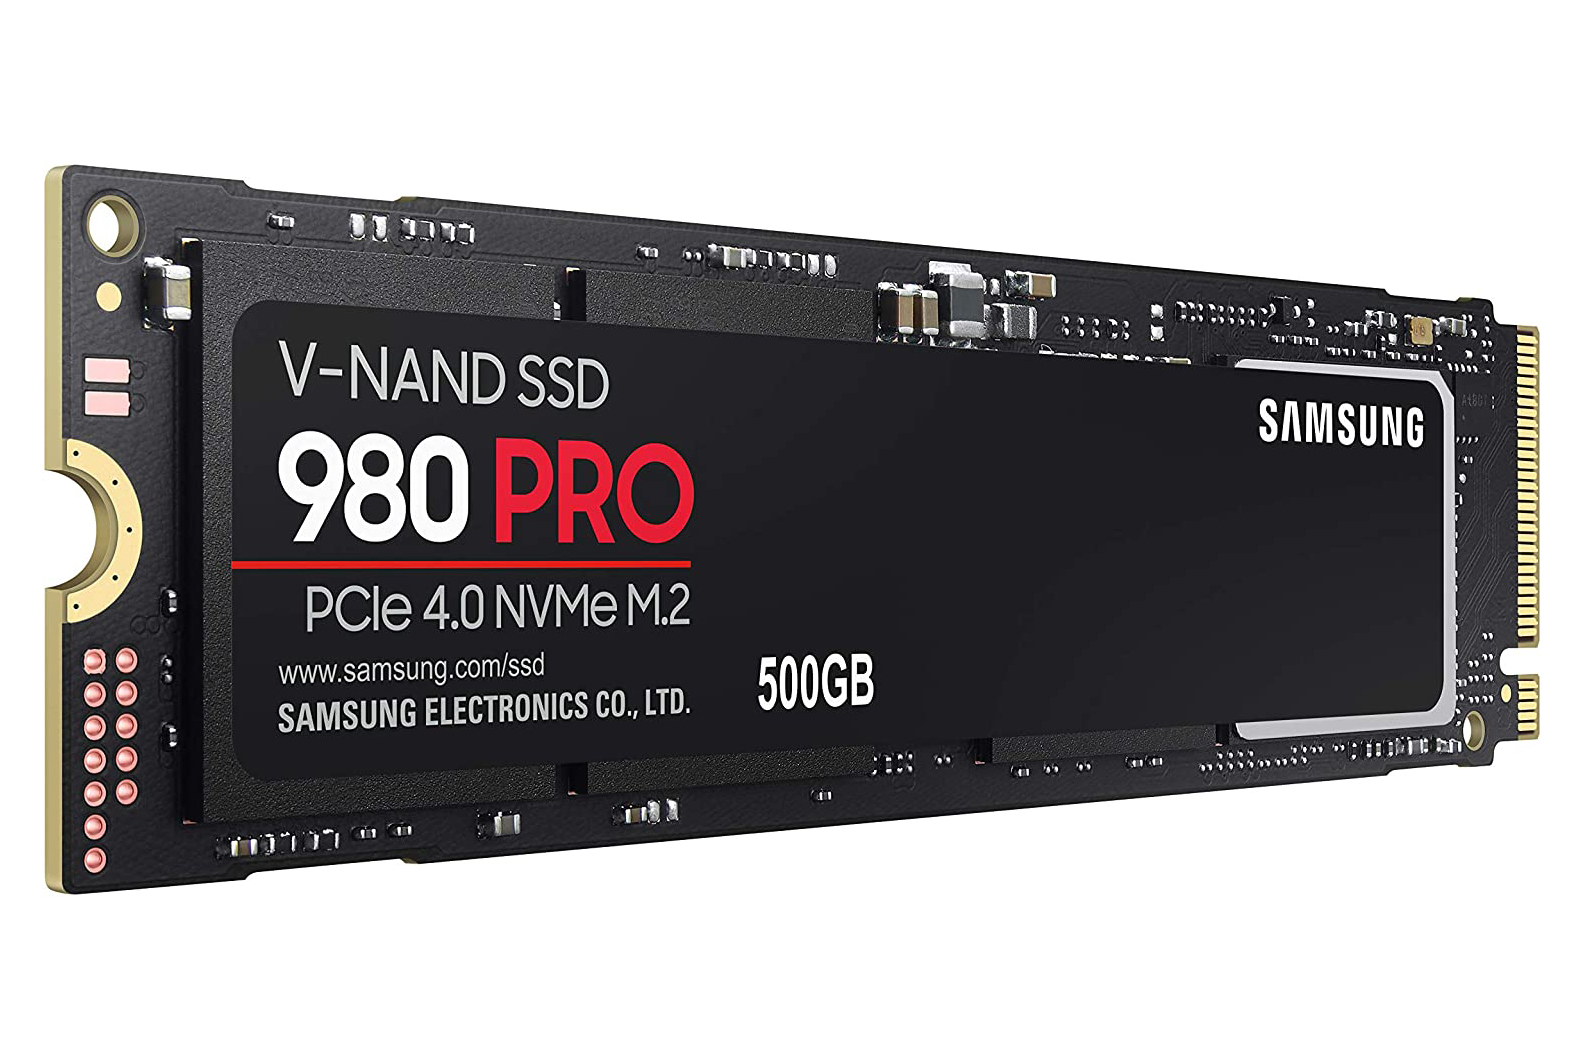 V-NAND SSD
SAMSUNG
980 PRO
PCIe 4.0 NVMe M.2
www.samsung.com/ssd
500GB
SAMSUNG ELECTRONICS CO., LTD.